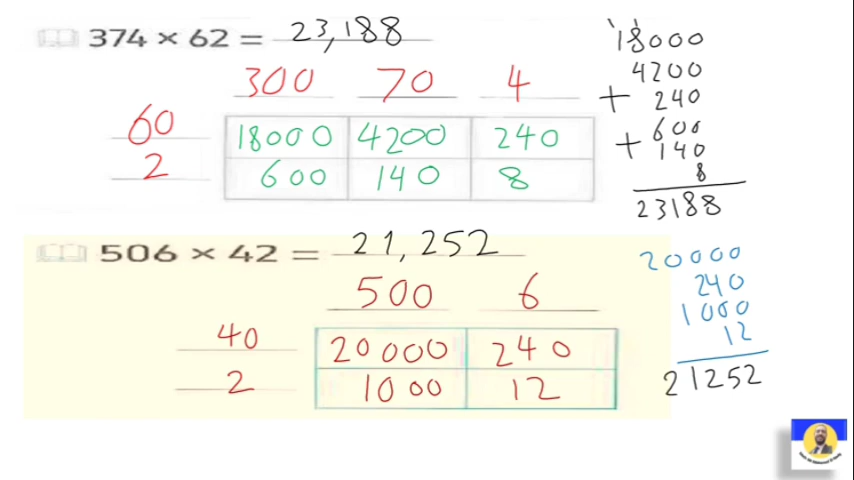 374 × 62 = 23,188
300 70 4
60 18000 4200 240
2 600 140 8
18000
4200
+ 240
600
+ 140
8
23188
506 × 42 = 21,252
500 6
40 20000 240
2 1000 12
20000
240
1000
12
21252